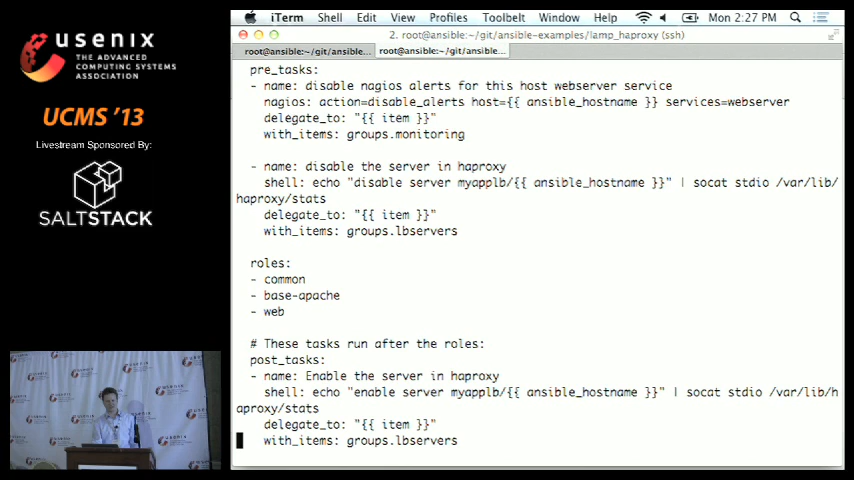 usenix
THE ADVANCED
COMPUTING SYSTEMS
ASSOCIATION
UCMS '13
Livestream Sponsored By:
SALTSTACK
iTerm Shell Edit View Profiles Toolbelt Window Help Mon 2:27 PM
2. root@ansible:~/git/ansible-examples/lamp_haproxy (ssh)
root@ansible:~/git/ansible... root@ansible:~/git/ansible...
pre_tasks:
- name: disable nagios alerts for this host webserver service
nagios: action=disable_alerts host={{ ansible_hostname }} services=webserver
delegate_to: "{{ item }}"
with_items: groups.monitoring
- name: disable the server in haproxy
shell: echo "disable server myapplb/{{ ansible_hostname }}" | socat stdio /var/lib/
haproxy/stats
delegate_to: "{{ item }}"
with_items: groups.lbservers
roles:
- common
- base-apache
- web
# These tasks run after the roles:
post_tasks:
- name: Enable the server in haproxy
shell: echo "enable server myapplb/{{ ansible_hostname }}" | socat stdio /var/lib/h
aproxy/stats
delegate_to: "{{ item }}"
with_items: groups.lbservers